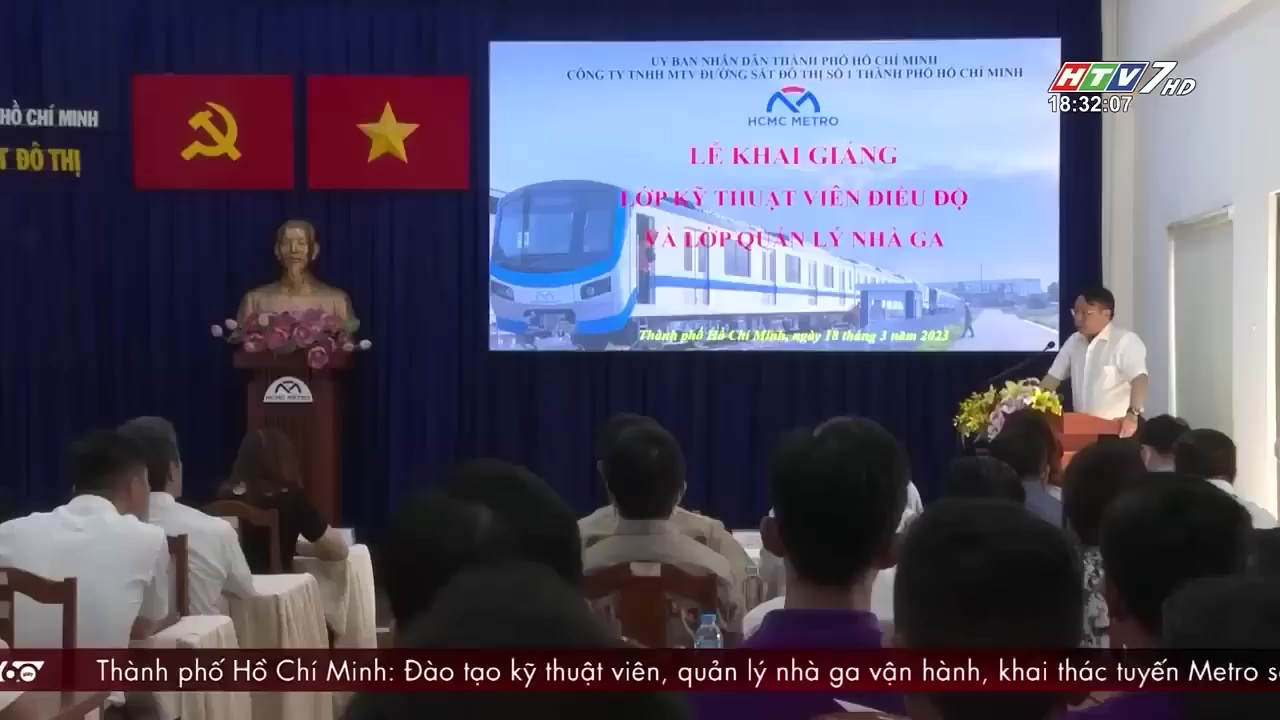 HỒ CHÍ MINH
T ĐÔ THỊ
ỦY BAN NHÂN DÂN THÀNH PHỐ HỒ CHÍ MINH
CÔNG TY TNHH MTV ĐƯỜNG SẮT ĐÔ THỊ SỐ 1 THÀNH PHỐ HỒ CHÍ MINH
HCMC METRO
LỄ KHAI GIẢNG
LỚP KỸ THUẬT VIÊN ĐIỀU ĐỘ
VÀ LỚP QUẢN LÝ NHÀ GA
Thành phố Hồ Chí Minh, ngày 18 tháng 3 năm 2023
HTV7 HD
18:32:07
HCMC METRO
60 giây
Thành phố Hồ Chí Minh: Đào tạo kỹ thuật viên, quản lý nhà ga vận hành, khai thác tuyến Metro s